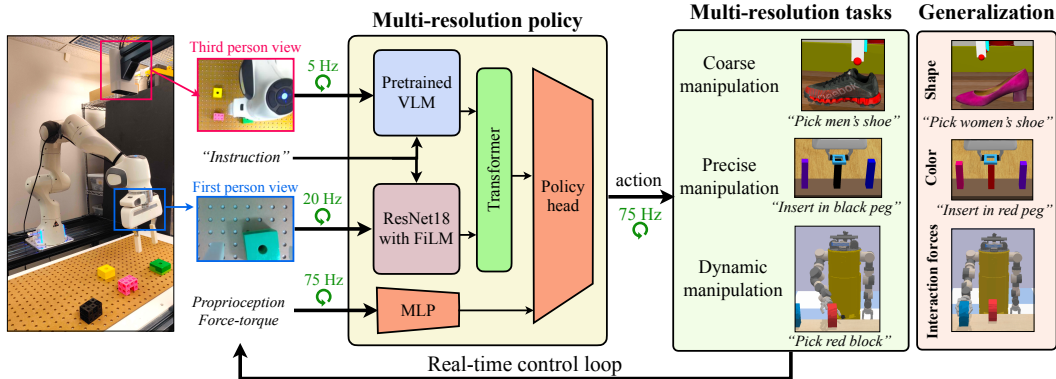 Multi-resolution policy
Multi-resolution tasks
Generalization
Third person view
5 Hz
Pretrained
VLM
"Instruction"
First person view
20 Hz
ResNet18
with FiLM
Transformer
Policy
head
75 Hz
Proprioception
Force-torque
MLP
action
75 Hz
Coarse
manipulation
"Pick men's shoe"
Precise
manipulation
"Insert in black peg"
Dynamic
manipulation
"Pick red block"
Shape
"Pick women's shoe"
Color
"Insert in red peg"
Interaction forces
Real-time control loop